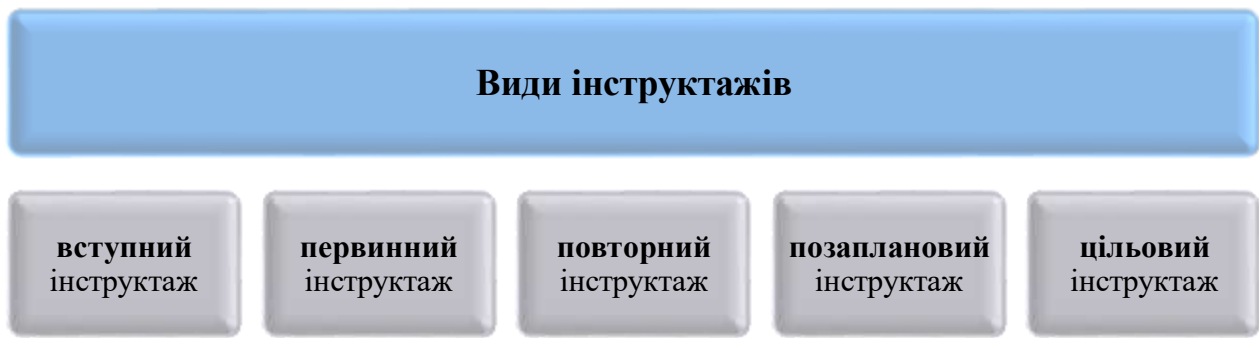 Види інструктажів
вступний
інструктаж
первинний
інструктаж
повторний
інструктаж
позаплановий
інструктаж
цільовий
інструктаж